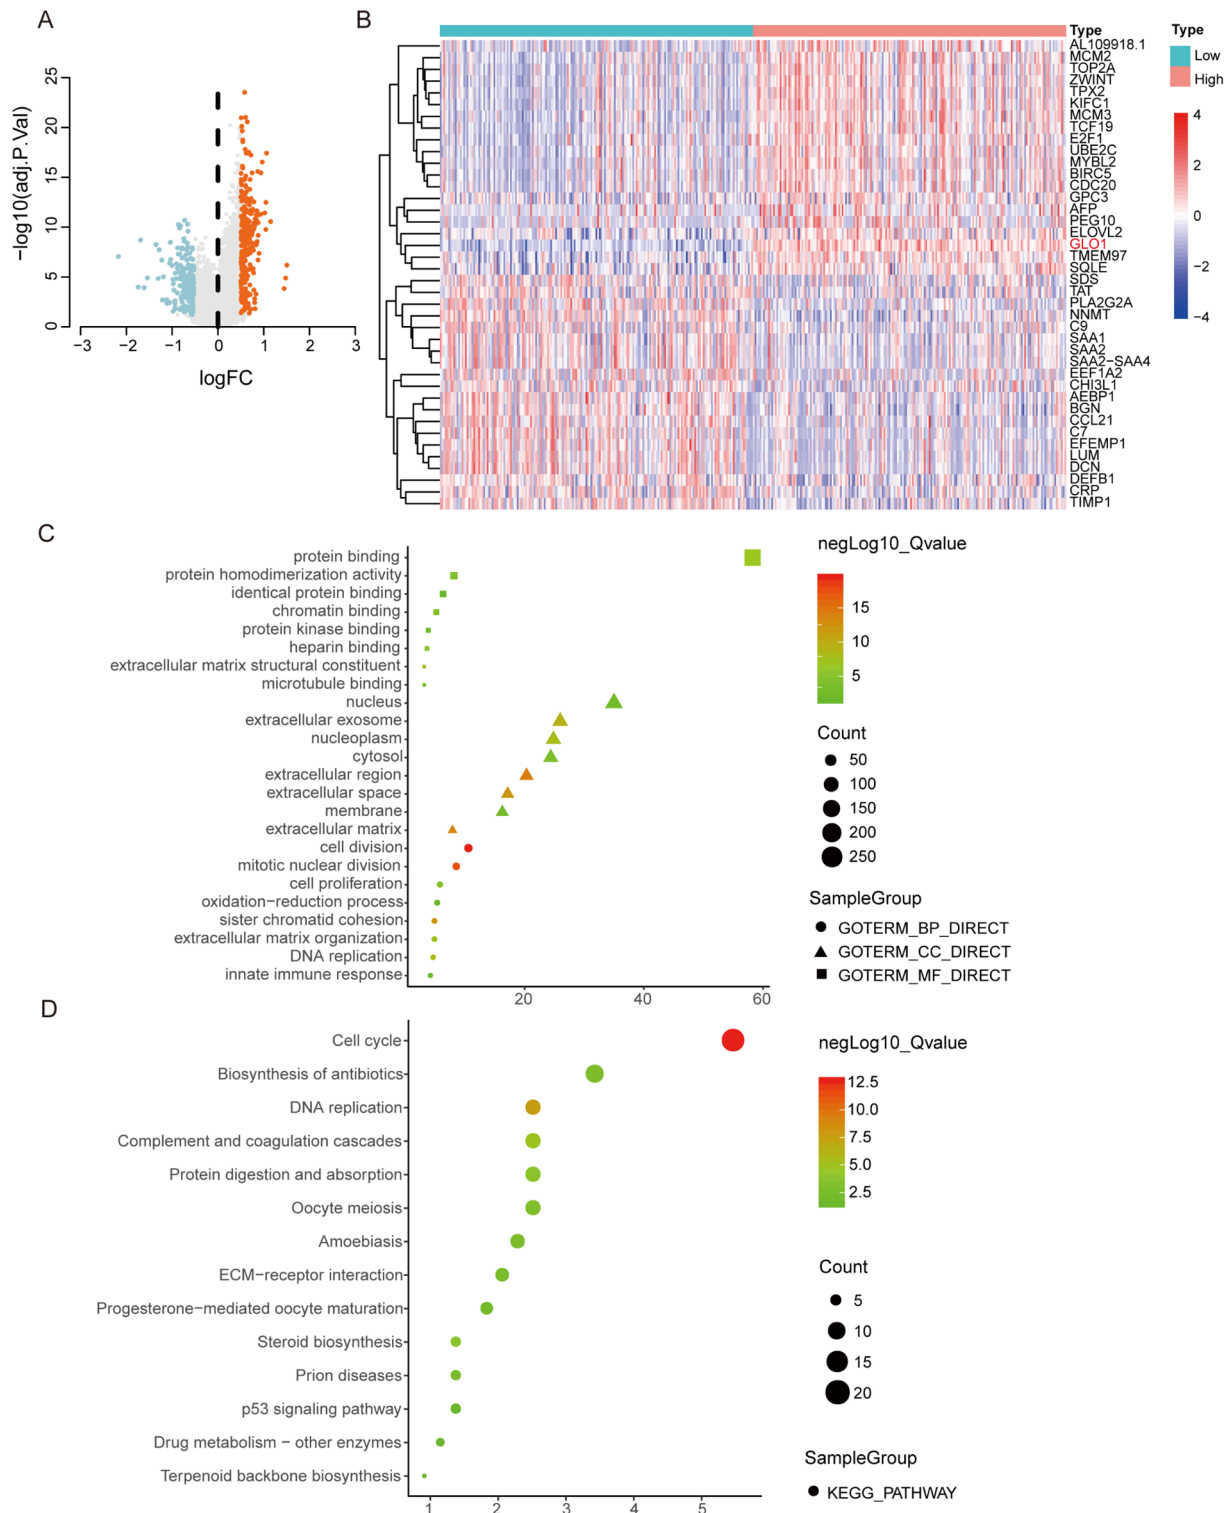 A
25
20
15
10
5
0
−log10(adj.P.Val)
−3
−2
−1
0
1
2
3
logFC
B
Type
AL109918.1
MCM2
TOP2A
ZWINT
TPX2
KIFC1
MCM3
TCF19
E2F1
UBE2C
MYBL2
BIRC5
CDC20
GPC3
AFP
PEG10
ELOVL2
GLO1
TMEM97
SQLE
SDS
TAT
PLA2G2A
NNMT
C9
SAA1
SAA2
SAA2−SAA4
EEF1A2
CHI3L1
AEBP1
BGN
CCL21
C7
EFEMP1
LUM
DCN
DEFB1
CRP
TIMP1
Type
Low
High
4
2
0
−2
−4
C
protein binding
protein homodimerization activity
identical protein binding
chromatin binding
protein kinase binding
heparin binding
extracellular matrix structural constituent
microtubule binding
nucleus
extracellular exosome
nucleoplasm
cytosol
extracellular region
extracellular space
membrane
extracellular matrix
cell division
mitotic nuclear division
cell proliferation
oxidation−reduction process
sister chromatid cohesion
extracellular matrix organization
DNA replication
innate immune response
20
40
60
negLog10_Qvalue
15
10
5
Count
50
100
150
200
250
SampleGroup
GOTERM_BP_DIRECT
GOTERM_CC_DIRECT
GOTERM_MF_DIRECT
D
Cell cycle
Biosynthesis of antibiotics
DNA replication
Complement and coagulation cascades
Protein digestion and absorption
Oocyte meiosis
Amoebiasis
ECM−receptor interaction
Progesterone−mediated oocyte maturation
Steroid biosynthesis
Prion diseases
p53 signaling pathway
Drug metabolism − other enzymes
Terpenoid backbone biosynthesis
1
2
3
4
5
negLog10_Qvalue
12.5
10.0
7.5
5.0
2.5
Count
5
10
15
20
SampleGroup
KEGG_PATHWAY